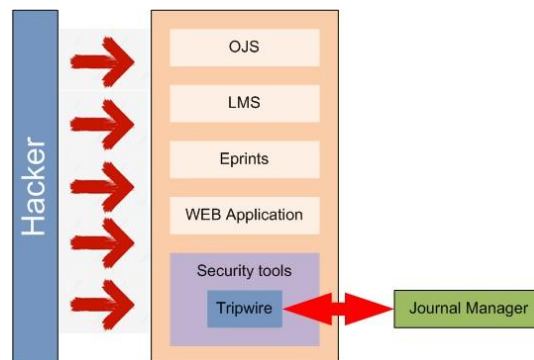 Hacker
OJS
LMS
Eprints
WEB Application
Security tools
Tripwire
Journal Manager